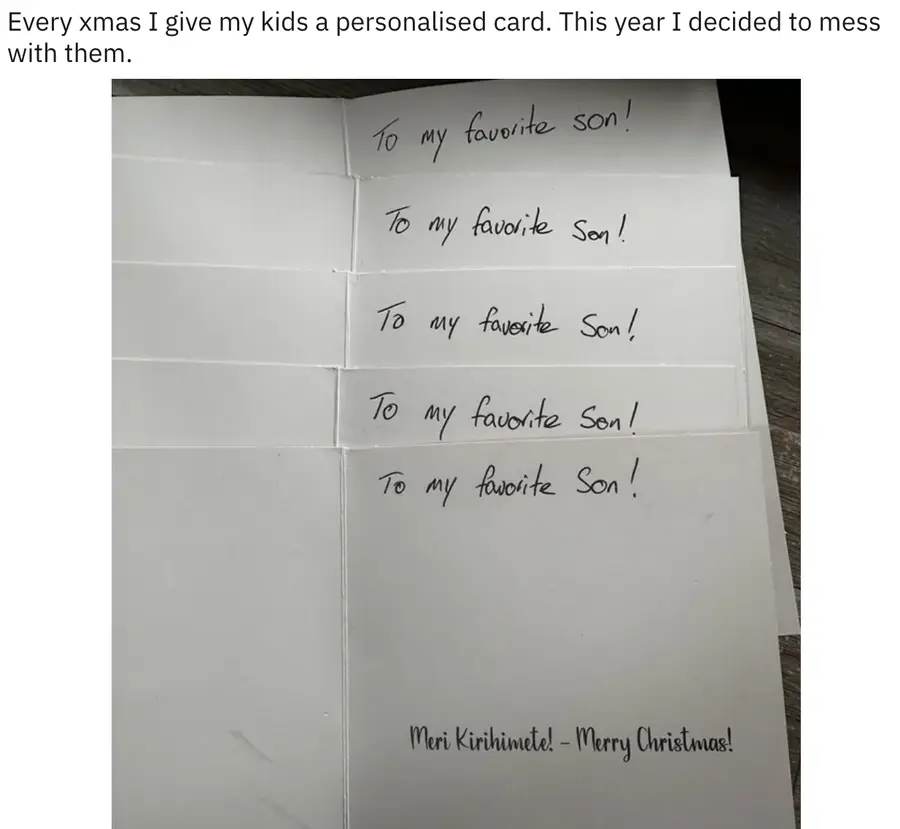 Every xmas I give my kids a personalised card. This year I decided to mess
with them.
To my favorite son!
To my favorite Son!
To my favorite Son!
To my favorite Son!
To my favorite Son!
Meri Kirihimete! - Merry Christmas!